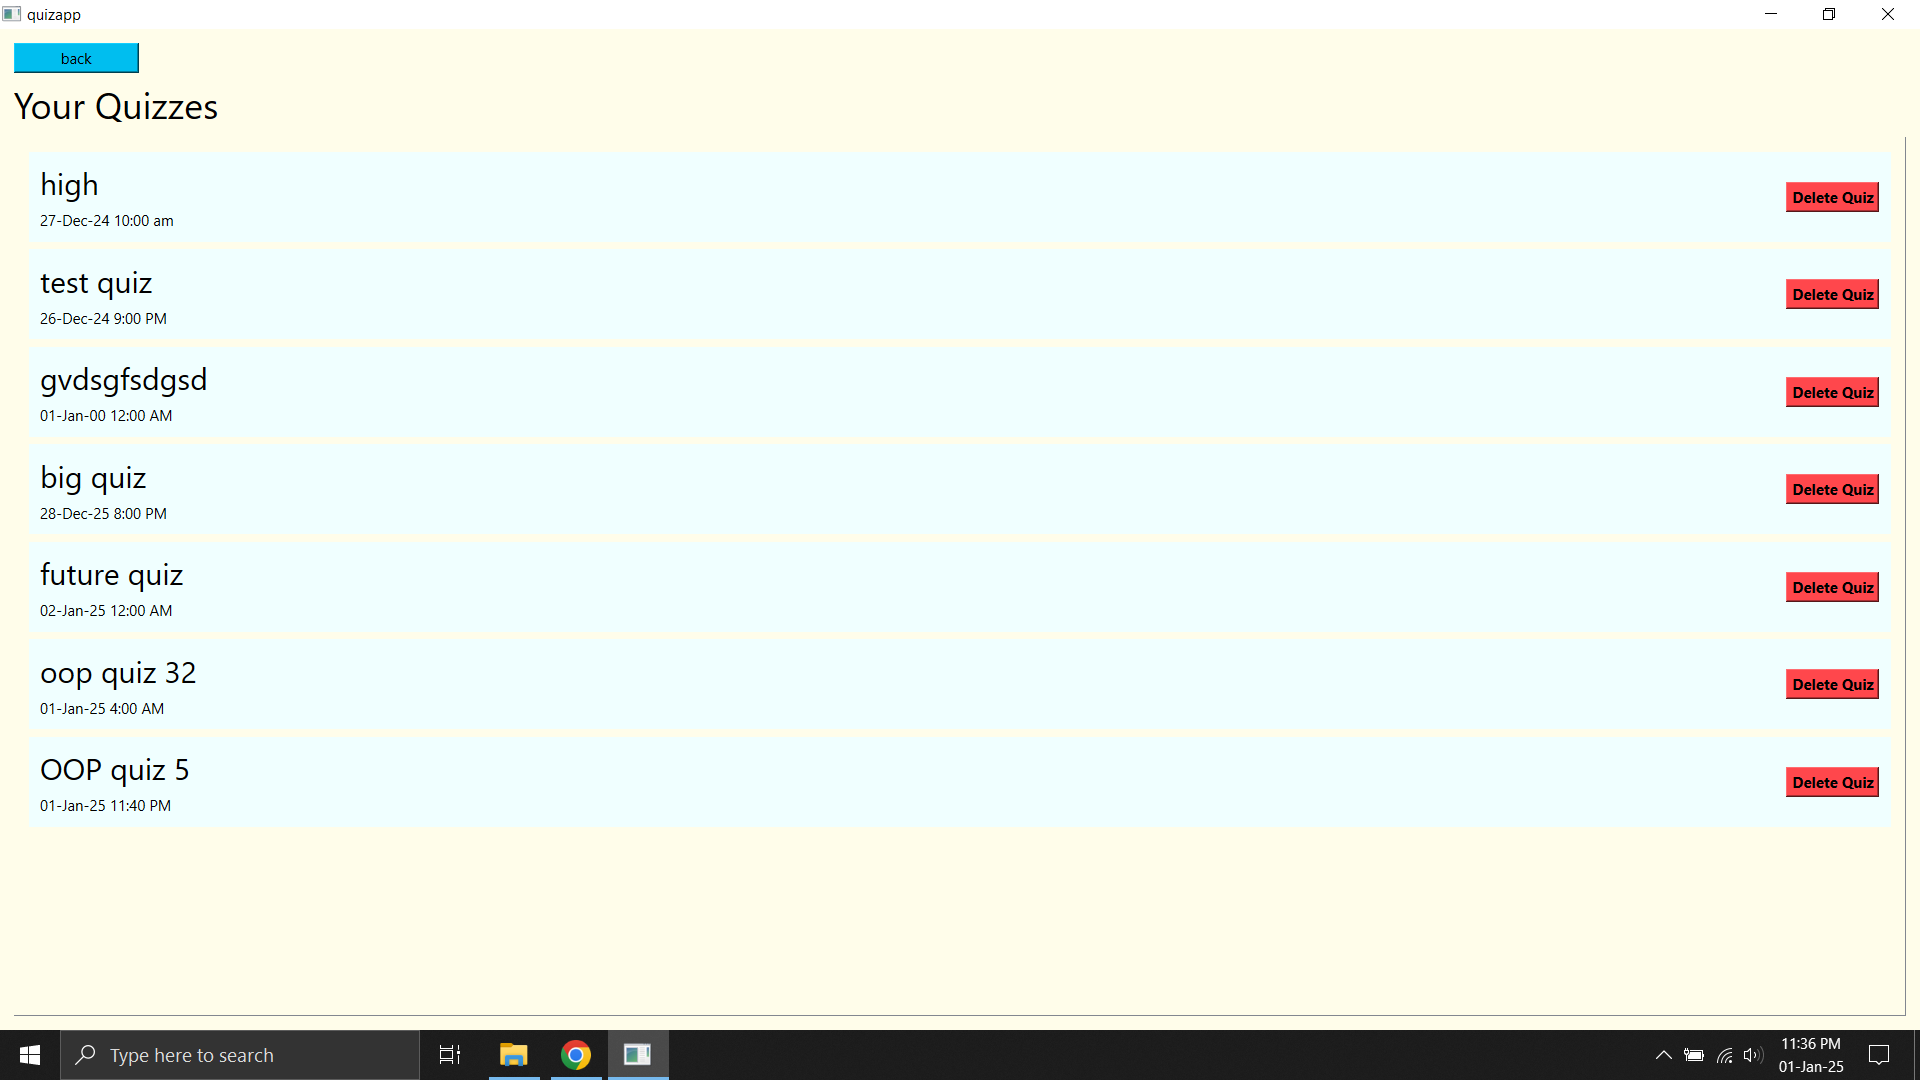 quizapp
back
Your Quizzes
high
27-Dec-24 10:00 am
Delete Quiz
test quiz
26-Dec-24 9:00 PM
Delete Quiz
gvdsgfsdgsd
01-Jan-00 12:00 AM
Delete Quiz
big quiz
28-Dec-25 8:00 PM
Delete Quiz
future quiz
02-Jan-25 12:00 AM
Delete Quiz
oop quiz 32
01-Jan-25 4:00 AM
Delete Quiz
OOP quiz 5
01-Jan-25 11:40 PM
Delete Quiz
Type here to search
11:36 PM
01-Jan-25